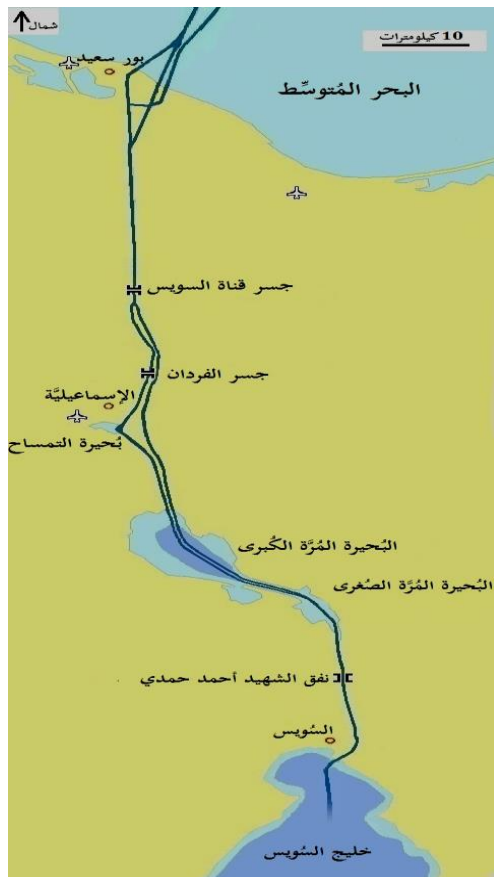 شمال
10 كيلومترات
بور سعيد
البحر المُتوسِّط
جسر قناة السويس
جسر الفردان
الإسماعيليَّة
بُحيرة التمساح
البُحيرة المُرَّة الكُبرى
البُحيرة المُرَّة الصُغرى
نفق الشهيد أحمد حمدي
السُويس
خليج السُويس